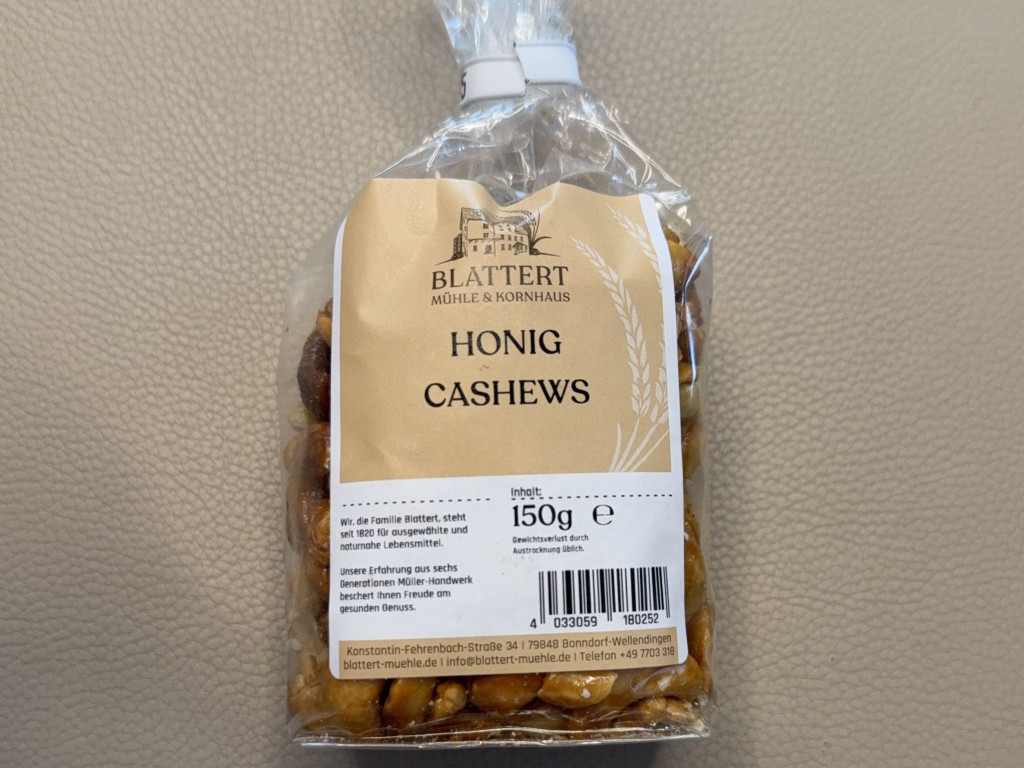 5
BLATTERT
MÜHLE & KORNHAUS
HONIG
CASHEWS
Wir, die Familie Blattert, steht
seit 1820 für ausgewählte und
naturnahe Lebensmittel.
Unsere Erfahrung aus sechs
Generationen Müller-Handwerk
beschert Ihnen Freude am
gesunden Genuss.
Inhalt:
150g ℮
Gewichtsverlust durch
Austrocknung üblich.
4 033059 180252
Konstantin-Fehrenbach-Straße 34 | 79848 Bonndorf-Wellendingen
blattert-muehle.de | info@blattert-muehle.de | Telefon +49 7703 318